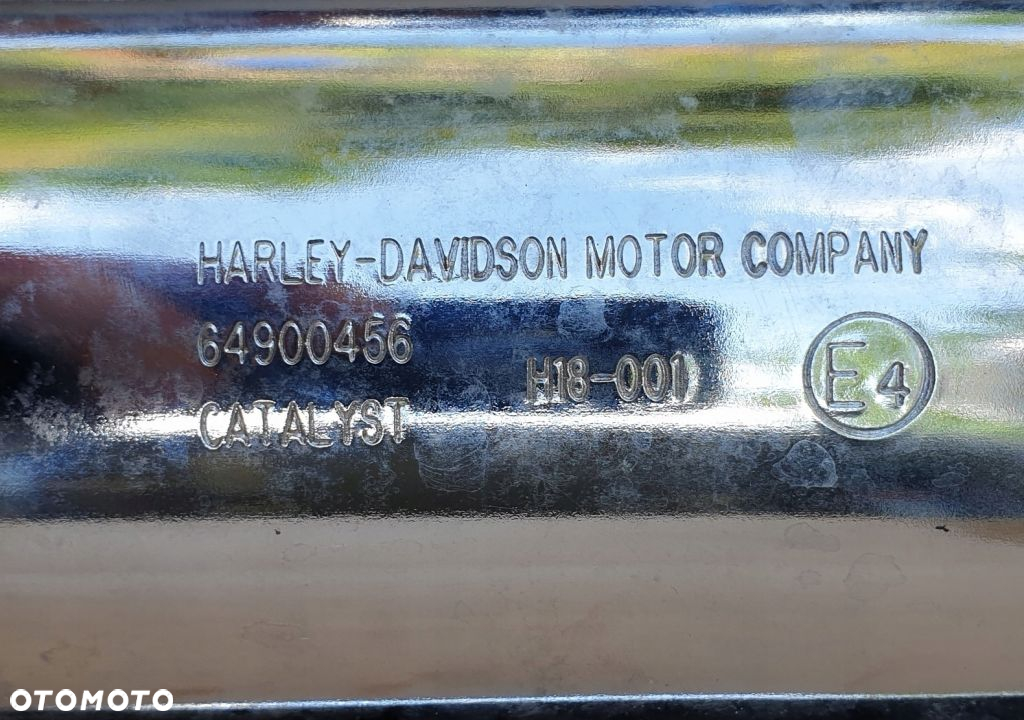 HARLEY-DAVIDSON MOTOR COMPANY
64900456
H18-001
E4
CATALYST
OTOMOTO